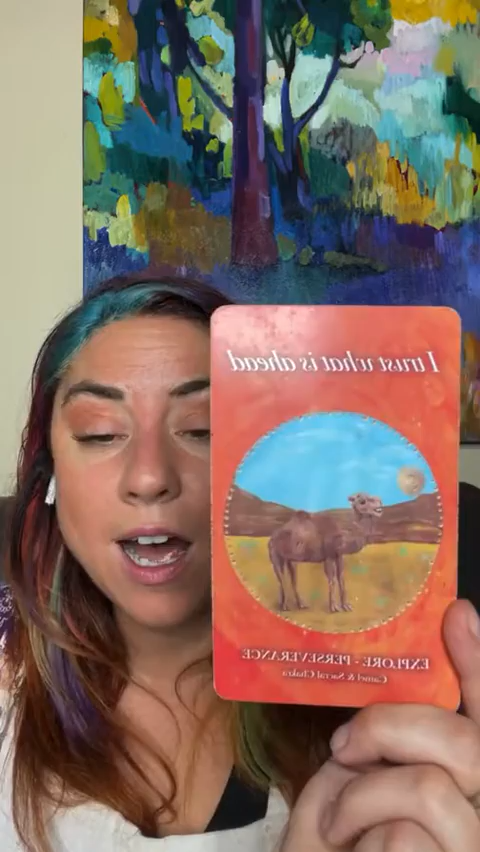 I trust what is ahead
EXPLORE - PERSEVERANCE
Camel & Sacral Chakra